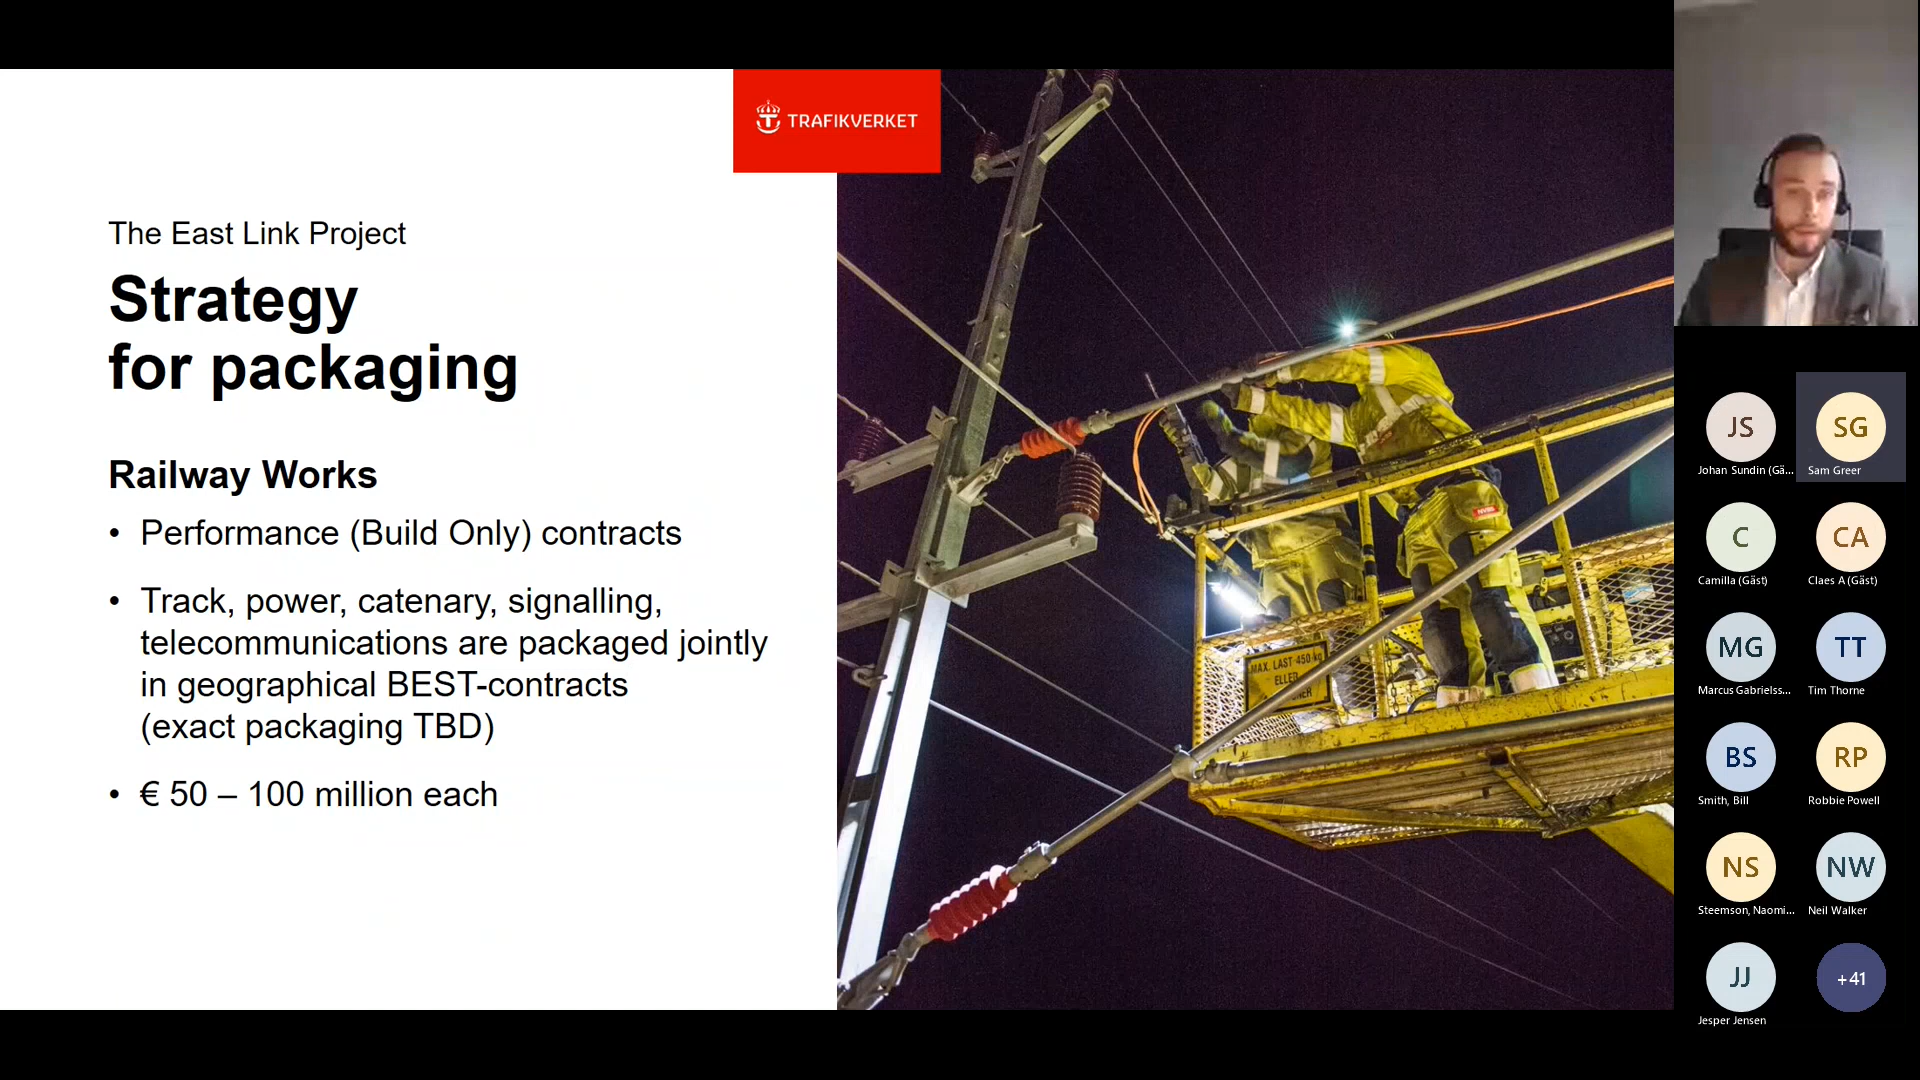 TRAFIKVERKET
The East Link Project
Strategy
for packaging
Railway Works
• Performance (Build Only) contracts
• Track, power, catenary, signalling,
telecommunications are packaged jointly
in geographical BEST-contracts
(exact packaging TBD)
• € 50 – 100 million each
MAX. LAST 450 kg
ELLER
JS
Johan Sundin (Gä...
SG
Sam Greer
C
Camilla (Gäst)
CA
Claes A (Gäst)
MG
Marcus Gabrielss...
TT
Tim Thorne
BS
Smith, Bill
RP
Robbie Powell
NS
Steemson, Naomi...
NW
Neil Walker
JJ
Jesper Jensen
+41